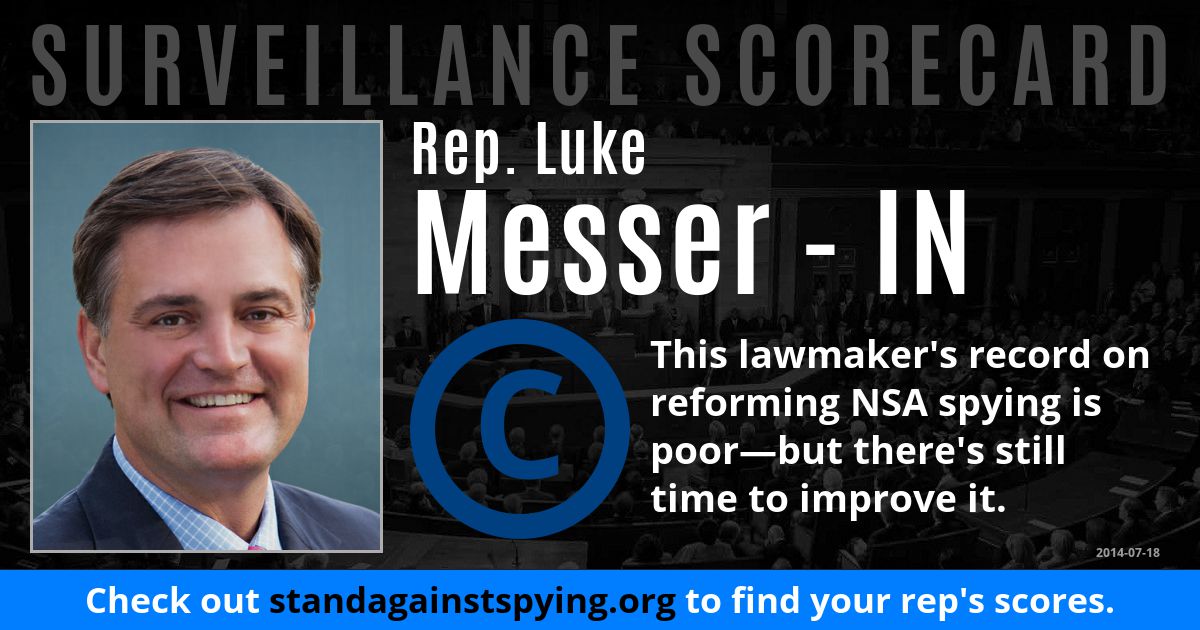 SURVEILLANCE SCORECARD
Rep. Luke
Messer - IN
C
This lawmaker's record on
reforming NSA spying is
poor—but there's still
time to improve it.
2014-07-18
Check out standagainstspying.org to find your rep's scores.